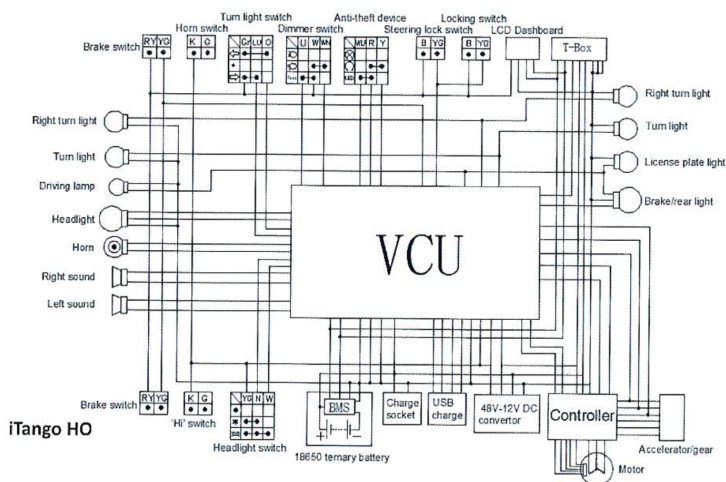 Turn light switch
Anti-theft device
Locking switch
Horn switch
Dimmer switch
Steering lock switch
LCD Dashboard
Brake switch
RY YG
K G
Gr LU O
U W WN
WU R Y
B YG
B YG
T-Box
Right turn light
Right turn light
Turn light
Turn light
License plate light
Driving lamp
Brake/rear light
Headlight
VCU
Horn
Right sound
Left sound
Brake switch
RY YG
K G
YG N W
BMS
Charge socket
USB charge
48V-12V DC convertor
Controller
'Hi' switch
Headlight switch
18650 ternary battery
Accelerator/gear
Motor
iTango HO